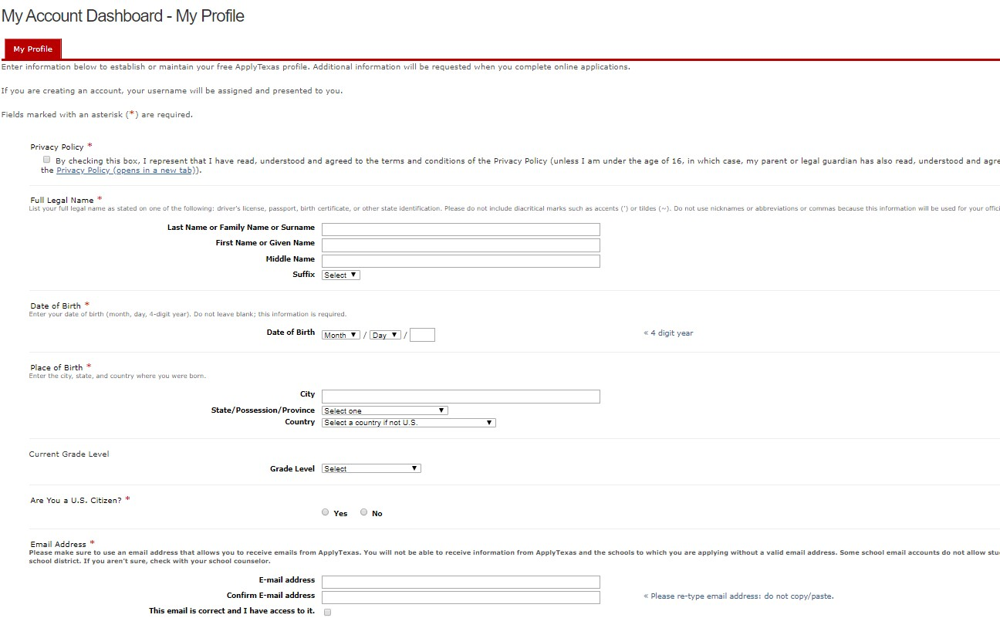 My Account Dashboard - My Profile
My Profile
Enter information below to establish or maintain your free ApplyTexas profile. Additional information will be requested when you complete online applications.
If you are creating an account, your username will be assigned and presented to you.
Fields marked with an asterisk (*) are required.
Privacy Policy *
By checking this box, I represent that I have read, understood and agreed to the terms and conditions of the Privacy Policy (unless I am under the age of 16, in which case, my parent or legal guardian has also read, understood and agre
the Privacy Policy (opens in a new tab)).
Full Legal Name *
List your full legal name as stated on one of the following: driver's license, passport, birth certificate, or other state identification. Please do not include diacritical marks such as accents (') or tildes (~). Do not use nicknames or abbreviations or commas because this information will be used for your offici
Last Name or Family Name or Surname
First Name or Given Name
Middle Name
Suffix Select
Date of Birth *
Enter your date of birth (month, day, 4-digit year). Do not leave blank; this information is required.
Date of Birth Month / Day / « 4 digit year
Place of Birth *
Enter the city, state, and country where you were born.
City
State/Possession/Province Select one
Country Select a country if not U.S.
Current Grade Level
Grade Level Select
Are You a U.S. Citizen? *
Yes No
Email Address *
Please make sure to use an email address that allows you to receive emails from ApplyTexas. You will not be able to receive information from ApplyTexas and the schools to which you are applying without a valid email address. Some school email accounts do not allow stu
school district. If you aren't sure, check with your school counselor.
E-mail address
Confirm E-mail address « Please re-type email address: do not copy/paste.
This email is correct and I have access to it.